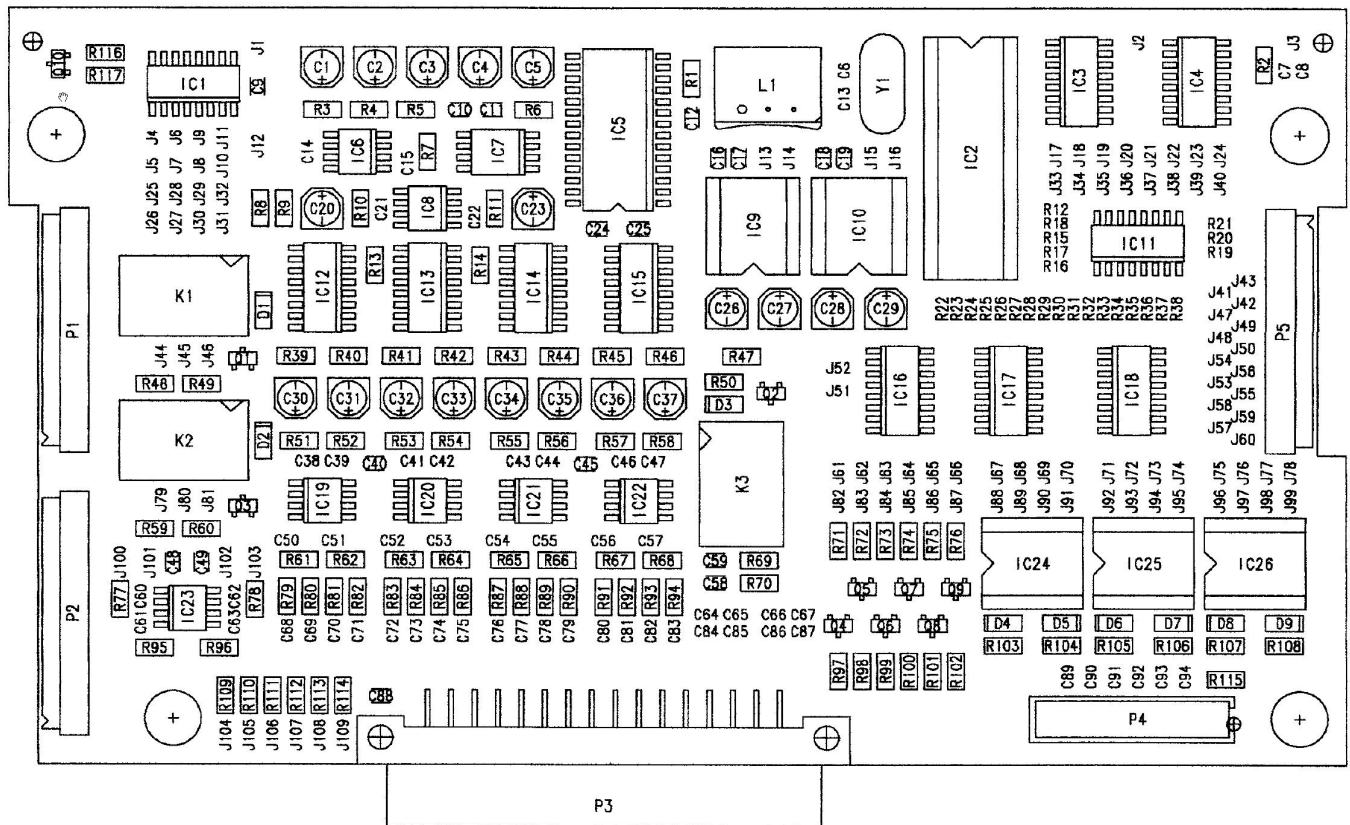 Q10 R116 R117 IC1 J1 C9 C1 C2 C3 C4 C5 IC5 R1 L1 C13 C6 Y1 IC2 IC3 J2 IC4 R2 J3 C7 C8
R3 R4 R5 C10 C11 R6 C12
J4 J6 J9 J11 J12 C14 IC6 C15 R7 IC7
J5 J7 J8 J10 C16 C17 J13 J14 C18 C19 J15 J16 J17 J18 J19 J20 J21 J22 J23 J24
J25 J28 J29 J32 J33 J34 J35 J36 J37 J38 J39 J40
J26 J27 J30 J31 R8 R9 C20 R10 C21 IC8 C22 R11 C23 C24 C25 IC9 IC10
R12 R18 R15 R17 R16 IC11 R21 R20 R19
K1 D1 IC12 R13 IC13 R14 IC14 IC15
C26 C27 C28 C29 R22 R23 R24 R25 R26 R27 R28 R29 R30 R31 R32 R33 R34 R35 R36 R37 R38
J43 J41 J42 J47 J49 J48 J50 J54 J56 J53 J55 J58 J59 J57 J60
P1 P5
J44 J45 J46 Q1 R39 R40 R41 R42 R43 R44 R45 R46 R47
R48 R49 R50 D3 Q2 J52 J51 IC16 IC17 IC18
C30 C31 C32 C33 C34 C35 C36 C37
K2 D2 R51 R52 R53 R54 R55 R56 R57 R58
C38 C39 C40 C41 C42 C43 C44 C45 C46 C47 K3
J61 J62 J63 J64 J65 J66 J67 J68 J69 J70 J71 J72 J73 J74 J75 J76 J77 J78
J79 J80 J81 Q3 IC19 IC20 IC21 IC22 J82 J83 J84 J85 J86 J87 J88 J89 J90 J91 J92 J93 J94 J95 J96 J97 J98 J99
R59 R60 R71 R72 R73 R74 R75 R76
C50 C51 C52 C53 C54 C55 C56 C57
J100 J101 C48 C49 J102 J103 R61 R62 R63 R64 R65 R66 R67 R68 C59 R69 IC24 IC25 IC26
C58 R70 Q5 Q7 Q9
P2 R77 C61 C60 IC23 C63 C62 R78 R79 R80 R81 R82 R83 R84 R85 R86 R87 R88 R89 R90 R91 R92 R93 R94
C68 C69 C70 C71 C72 C73 C74 C75 C76 C77 C78 C79 C80 C81 C82 C83
C64 C65 C66 C67
C84 C85 C86 C87 Q4 Q6 Q8 D4 D5 D6 D7 D8 D9
R95 R96 R103 R104 R105 R106 R107 R108
R97 R98 R99 R100 R101 R102 C89 C90 C91 C92 C93 C94 R115
R109 R110 R111 R112 R113 R114 C88
J104 J105 J106 J107 J108 J109 P4
P3